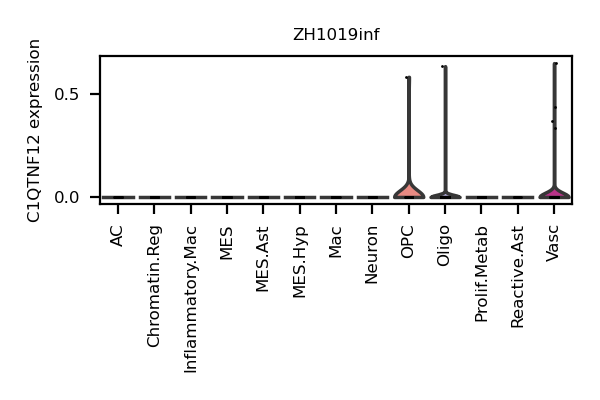 ZH1019inf
C1QTNF12 expression
0.5
0.0
AC
Chromatin.Reg
Inflammatory.Mac
MES
MES.Ast
MES.Hyp
Mac
Neuron
OPC
Oligo
Prolif.Metab
Reactive.Ast
Vasc